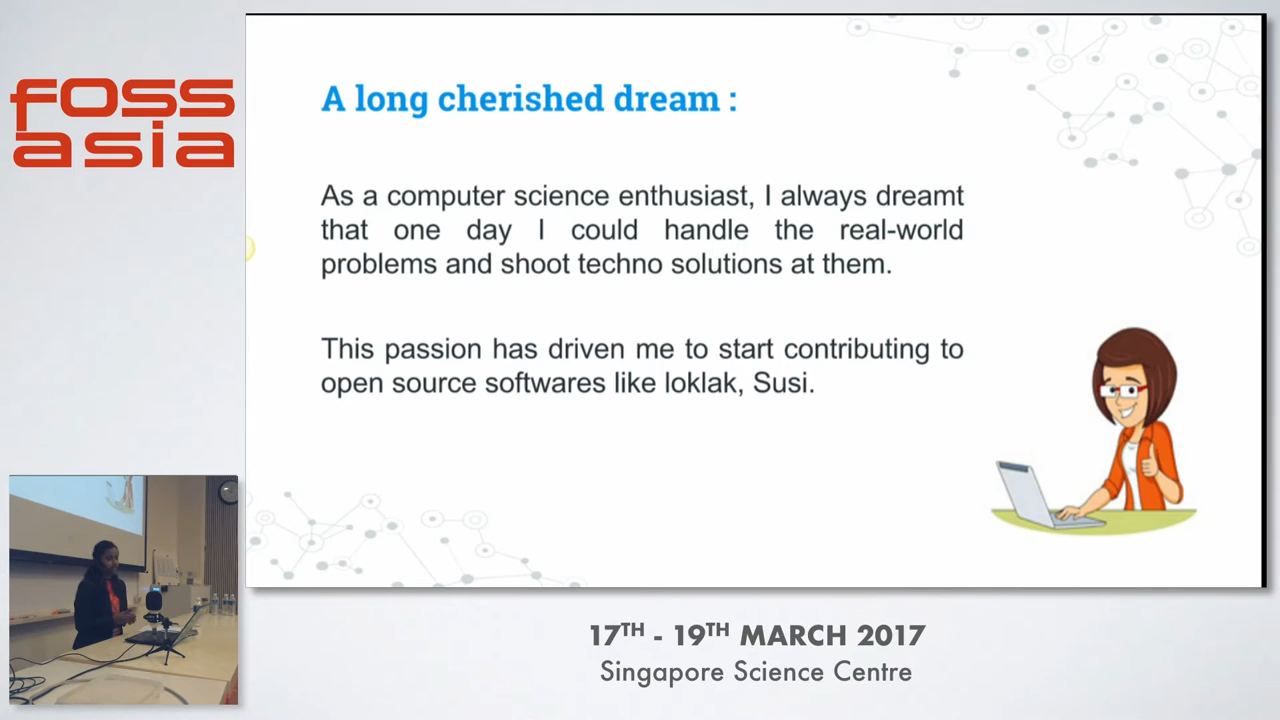 foss
asia
A long cherished dream :
As a computer science enthusiast, I always dreamt
that one day I could handle the real-world
problems and shoot techno solutions at them.
This passion has driven me to start contributing to
open source softwares like loklak, Susi.
17TH - 19TH MARCH 2017
Singapore Science Centre